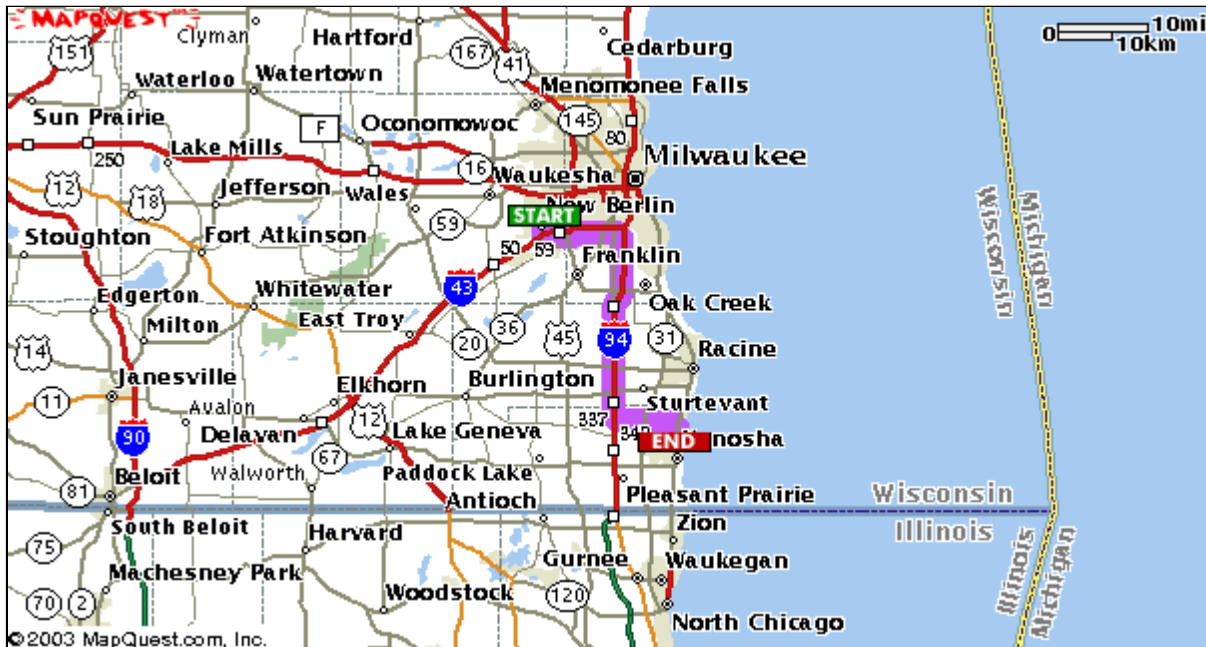 MAPQUEST
10mi
0
10km
151
Clyman
Hartford
167
41
Cedarburg
Waterloo
Watertown
Menomonee Falls
Sun Prairie
F
Oconomowoc
145
80
250
Lake Mills
16
Milwaukee
12
18
Jefferson
Wales
Waukesha
START
New Berlin
Stoughton
Fort Atkinson
59
50
59
Franklin
Wisconsin
Michigan
Edgerton
Whitewater
43
Oak Creek
Milton
East Troy
36
20
45
94
31
Racine
14
Janesville
Elkhorn
Burlington
11
Avalon
12
Sturtevant
90
Delavan
Lake Geneva
337
END
nosha
Beloit
Walworth
67
Paddock Lake
81
Antioch
Pleasant Prairie
Wisconsin
Illinois
South Beloit
Harvard
Zion
75
Gurnee
Waukegan
Machesney Park
Woodstock
120
Illinois
Michigan
70
2
North Chicago
© 2003 MapQuest.com, Inc.